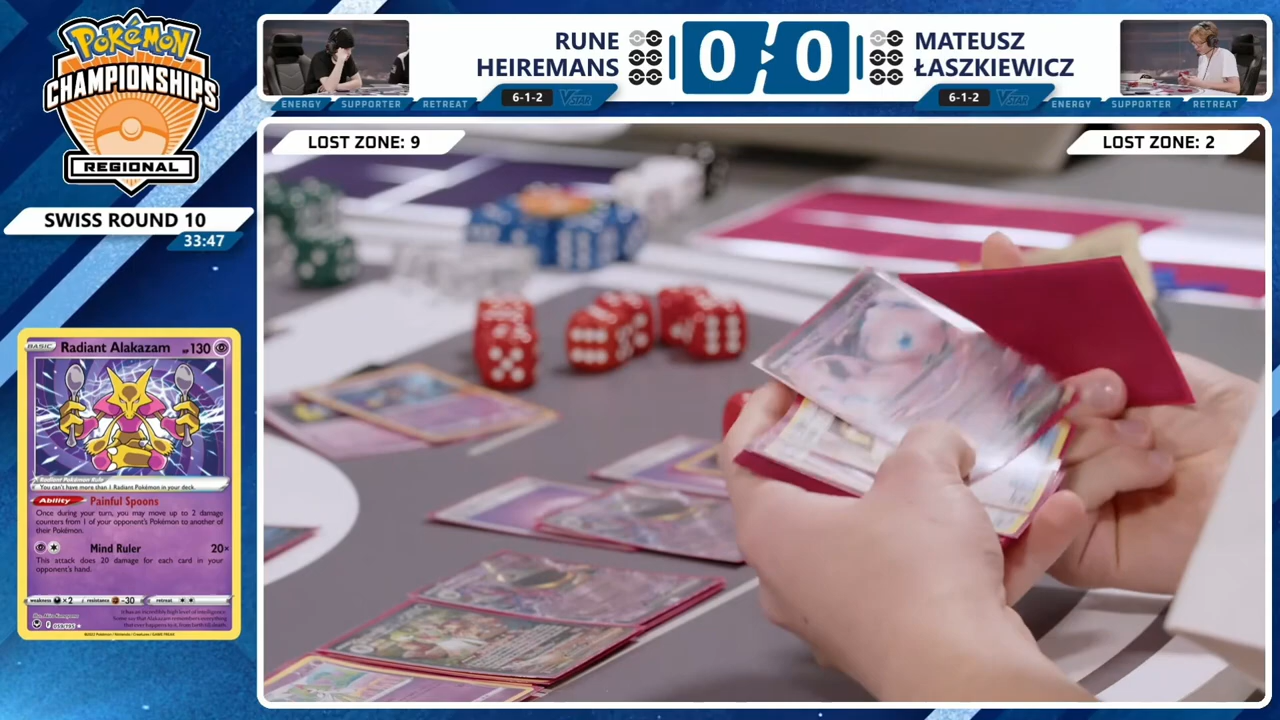 Pokémon
CHAMPIONSHIPS
REGIONAL
SWISS ROUND 10
33:47
RUNE
HEIREMANS
0
0
MATEUSZ
ŁASZKIEWICZ
ENERGY
SUPPORTER
RETREAT
6-1-2
VSTAR
6-1-2
VSTAR
ENERGY
SUPPORTER
RETREAT
LOST ZONE: 9
LOST ZONE: 2
BASIC
Radiant Alakazam
HP 130
Radiant Pokémon Rule
You can't have more than 1 Radiant Pokémon in your deck.
Ability Painful Spoons
Once during your turn, you may move up to 2 damage
counters from 1 of your opponent's Pokémon to another of
their Pokémon.
Mind Ruler 20×
This attack does 20 damage for each card in your
opponent's hand.
weakness ×2 resistance -30 retreat
059/195